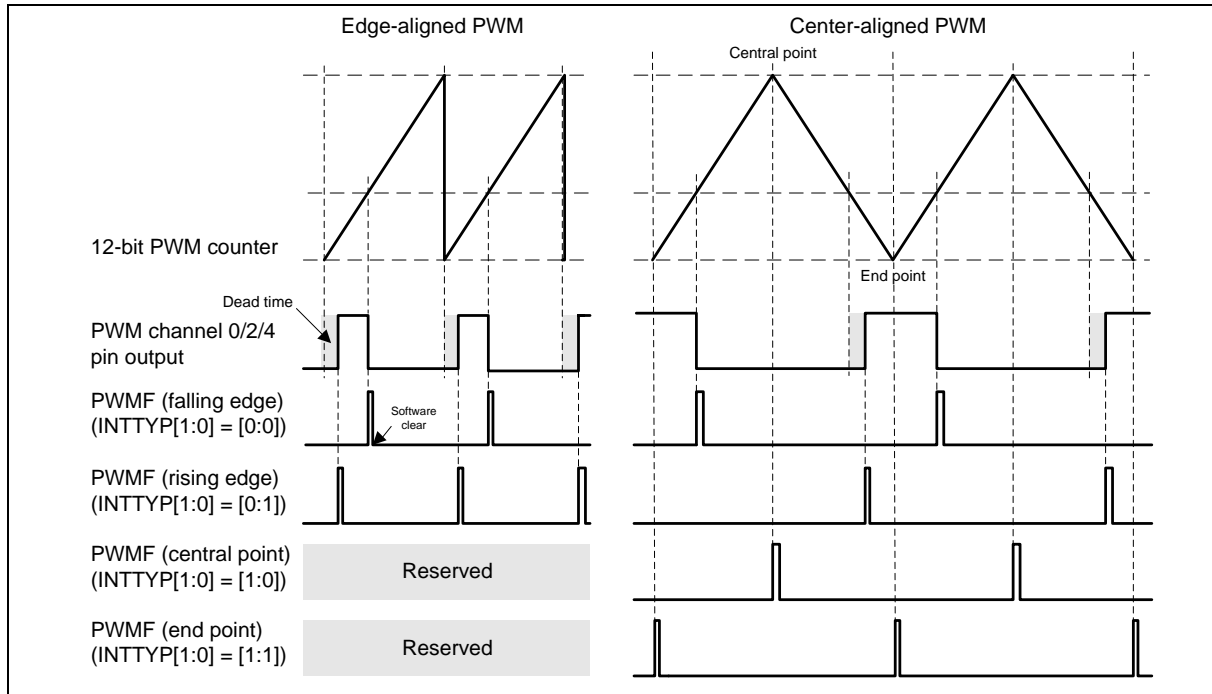 Edge-aligned PWM
Center-aligned PWM
Central point
12-bit PWM counter
End point
Dead time
PWM channel 0/2/4
pin output
PWMF (falling edge)
(INTTYP[1:0] = [0:0])
Software
clear
PWMF (rising edge)
(INTTYP[1:0] = [0:1])
PWMF (central point)
(INTTYP[1:0] = [1:0])
Reserved
PWMF (end point)
(INTTYP[1:0] = [1:1])
Reserved